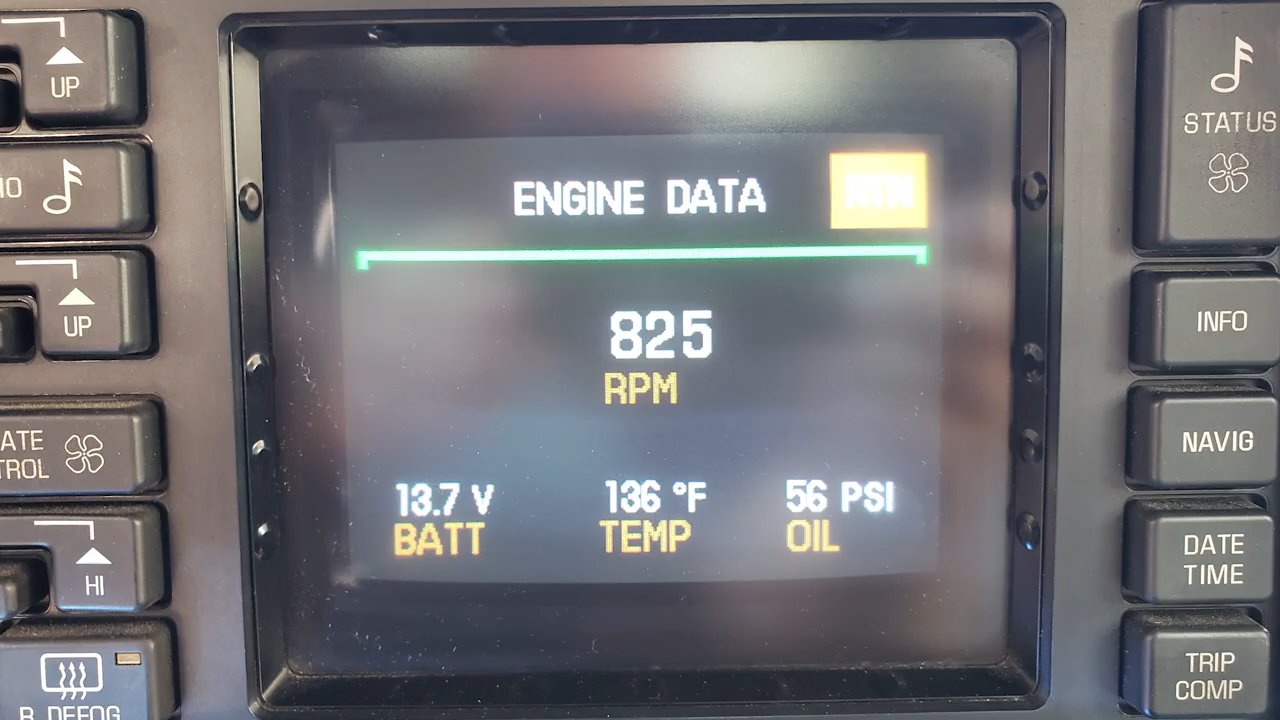 UP
IO
UP
ATE
TROL
HI
R DEFOG
ENGINE DATA
RTN
825
RPM
13.7 V
BATT
136 °F
TEMP
56 PSI
OIL
STATUS
INFO
NAVIG
DATE
TIME
TRIP
COMP